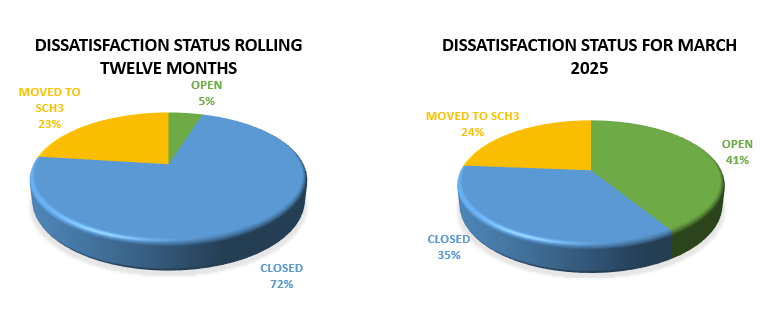 DISSATISFACTION STATUS ROLLING
TWELVE MONTHS
OPEN
5%
MOVED TO
SCH3
23%
CLOSED
72%
DISSATISFACTION STATUS FOR MARCH
2025
MOVED TO SCH3
24%
OPEN
41%
CLOSED
35%